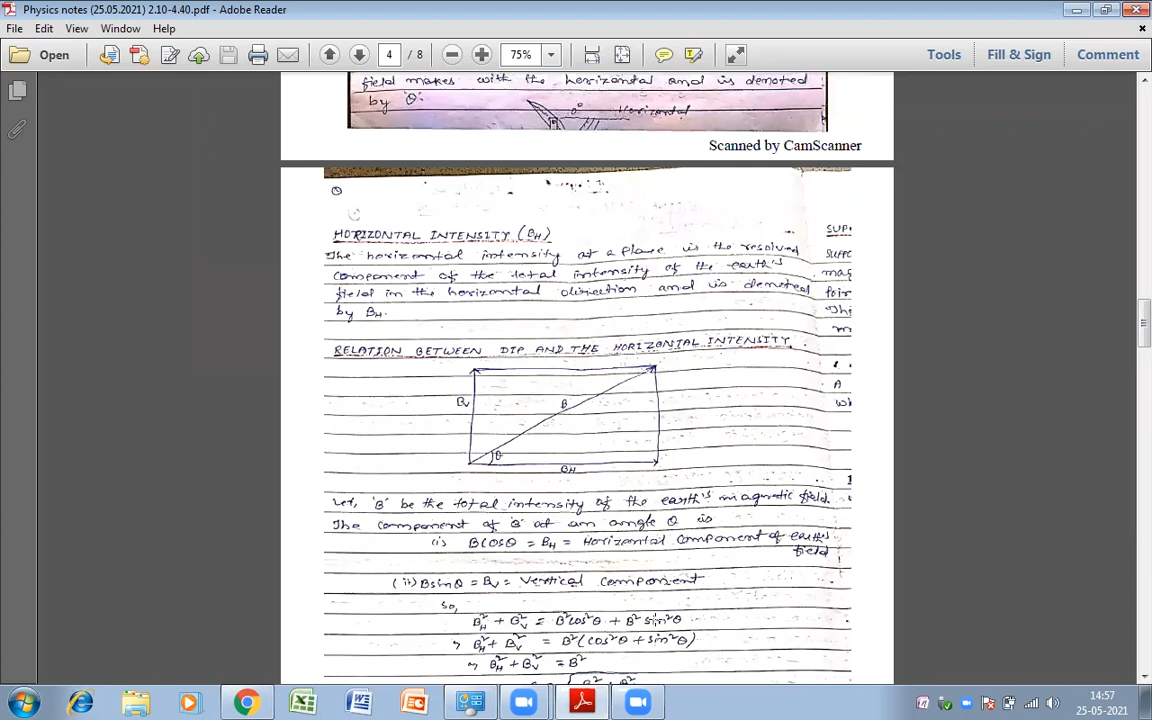 Physics notes (25.05.2021) 2.10-4.40.pdf - Adobe Reader
File Edit View Window Help
Open 4 / 8 75% Tools Fill & Sign Comment
field makes with the horizontal and is denoted
by 'θ'.
θ° Horizontal
Scanned by CamScanner
HORIZONTAL INTENSITY (BH)
The horizontal intensity at a place is the resolved
component of the total intensity of the earth's
field in the horizontal direction and is denoted
by BH.
RELATION BETWEEN DIP AND THE HORIZONTAL INTENSITY
BV B θ
BH
Let, 'B' be the total intensity of the earth's magnetic field.
The component of 'B' at an angle θ is
(i) BCosθ = BH = Horizontal component of earth's
field
(ii) Bsinθ = BV = Vertical component
So,
BH² + BV² = B²cos²θ + B² sin²θ
⇒ BH² + BV² = B²(cos²θ + sin²θ)
⇒ BH² + BV² = B²
14:57
25-05-2021